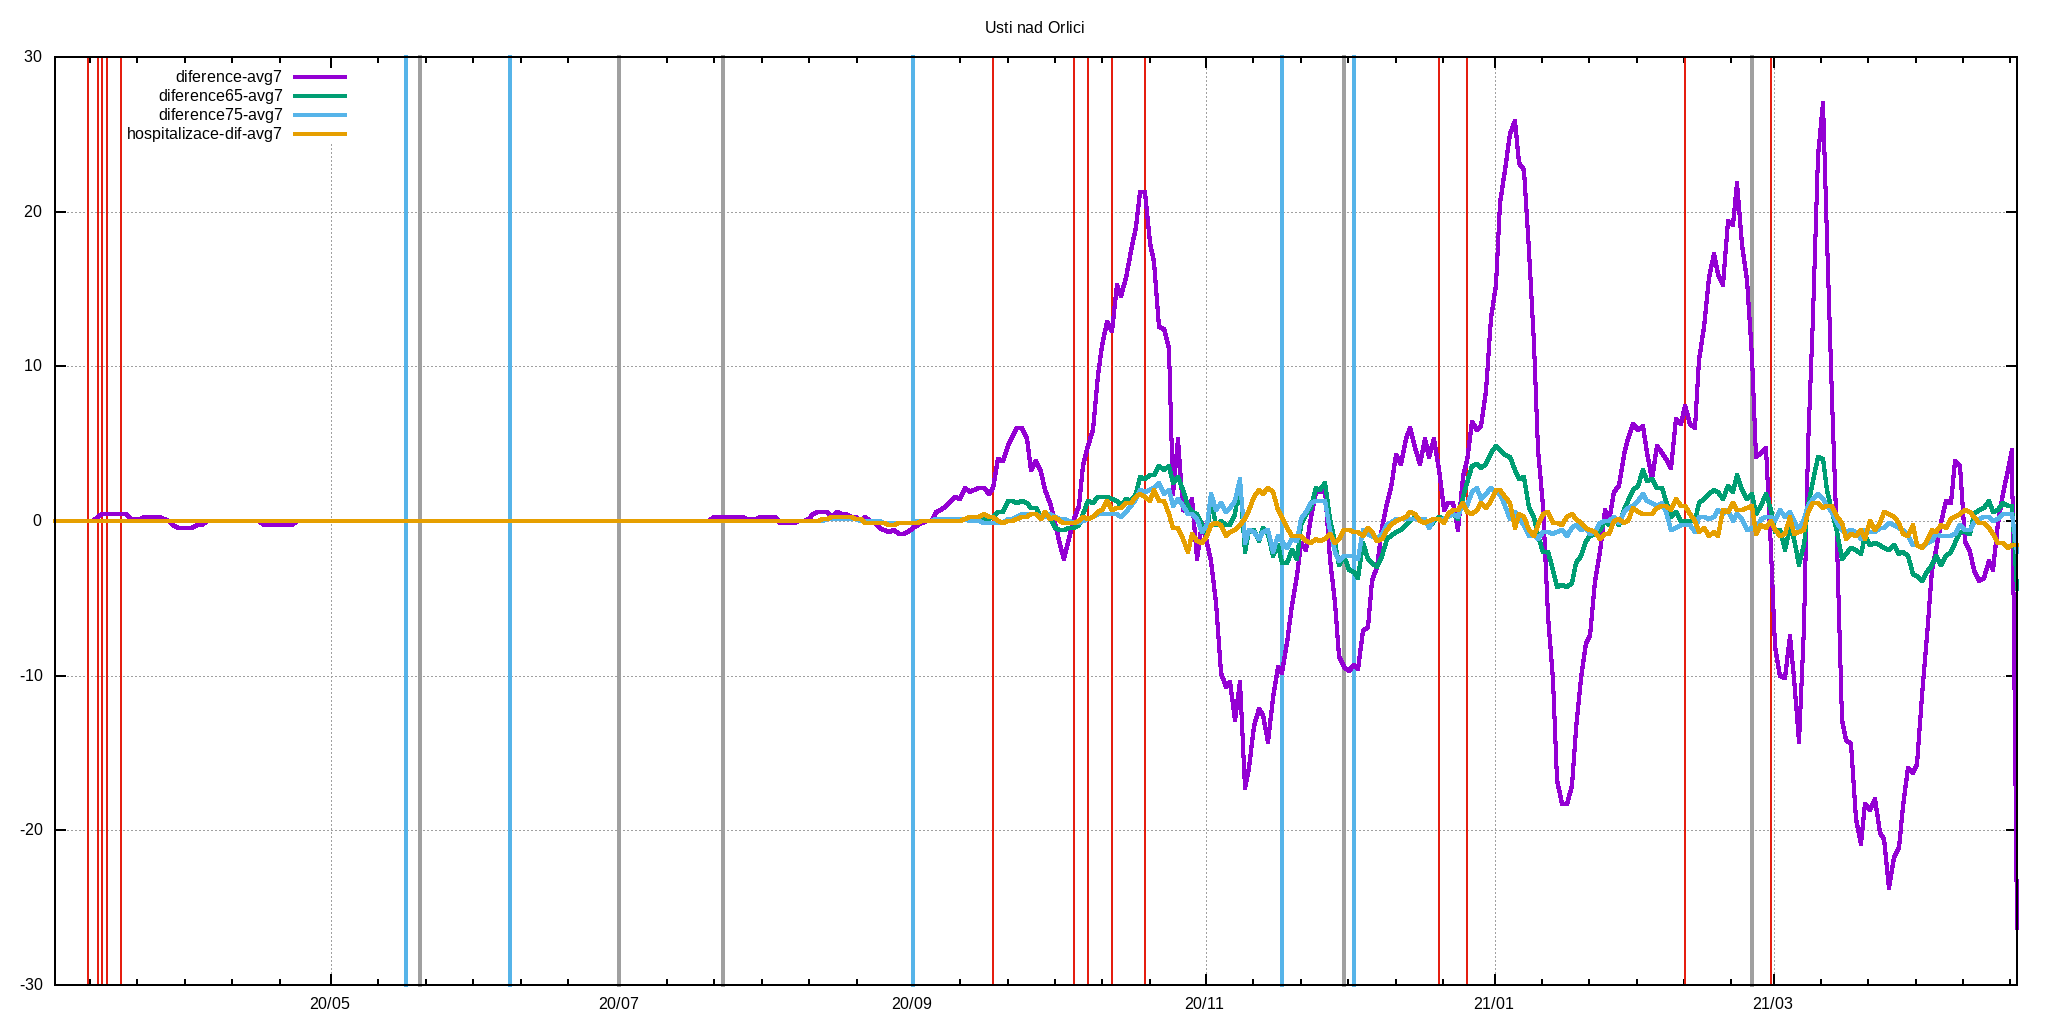 Usti nad Orlici
30
diference-avg7
diference65-avg7
diference75-avg7
hospitalizace-dif-avg7
20
10
0
-10
-20
-30
20/05 20/07 20/09 20/11 21/01 21/03